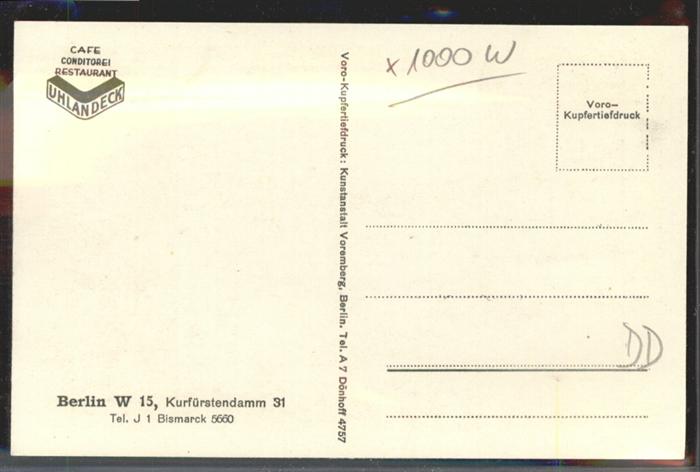 CAFE
CONDITOREI
RESTAURANT
UHLANDECK
Berlin W 15, Kurfürstendamm 31
Tel. J 1 Bismarck 5660
Voro-Kupfertiefdruck: Kunstanstalt Voremberg, Berlin. Tel. A 7 Dönhoff 4757
x 1000 W
Voro-
Kupfertiefdruck
DD